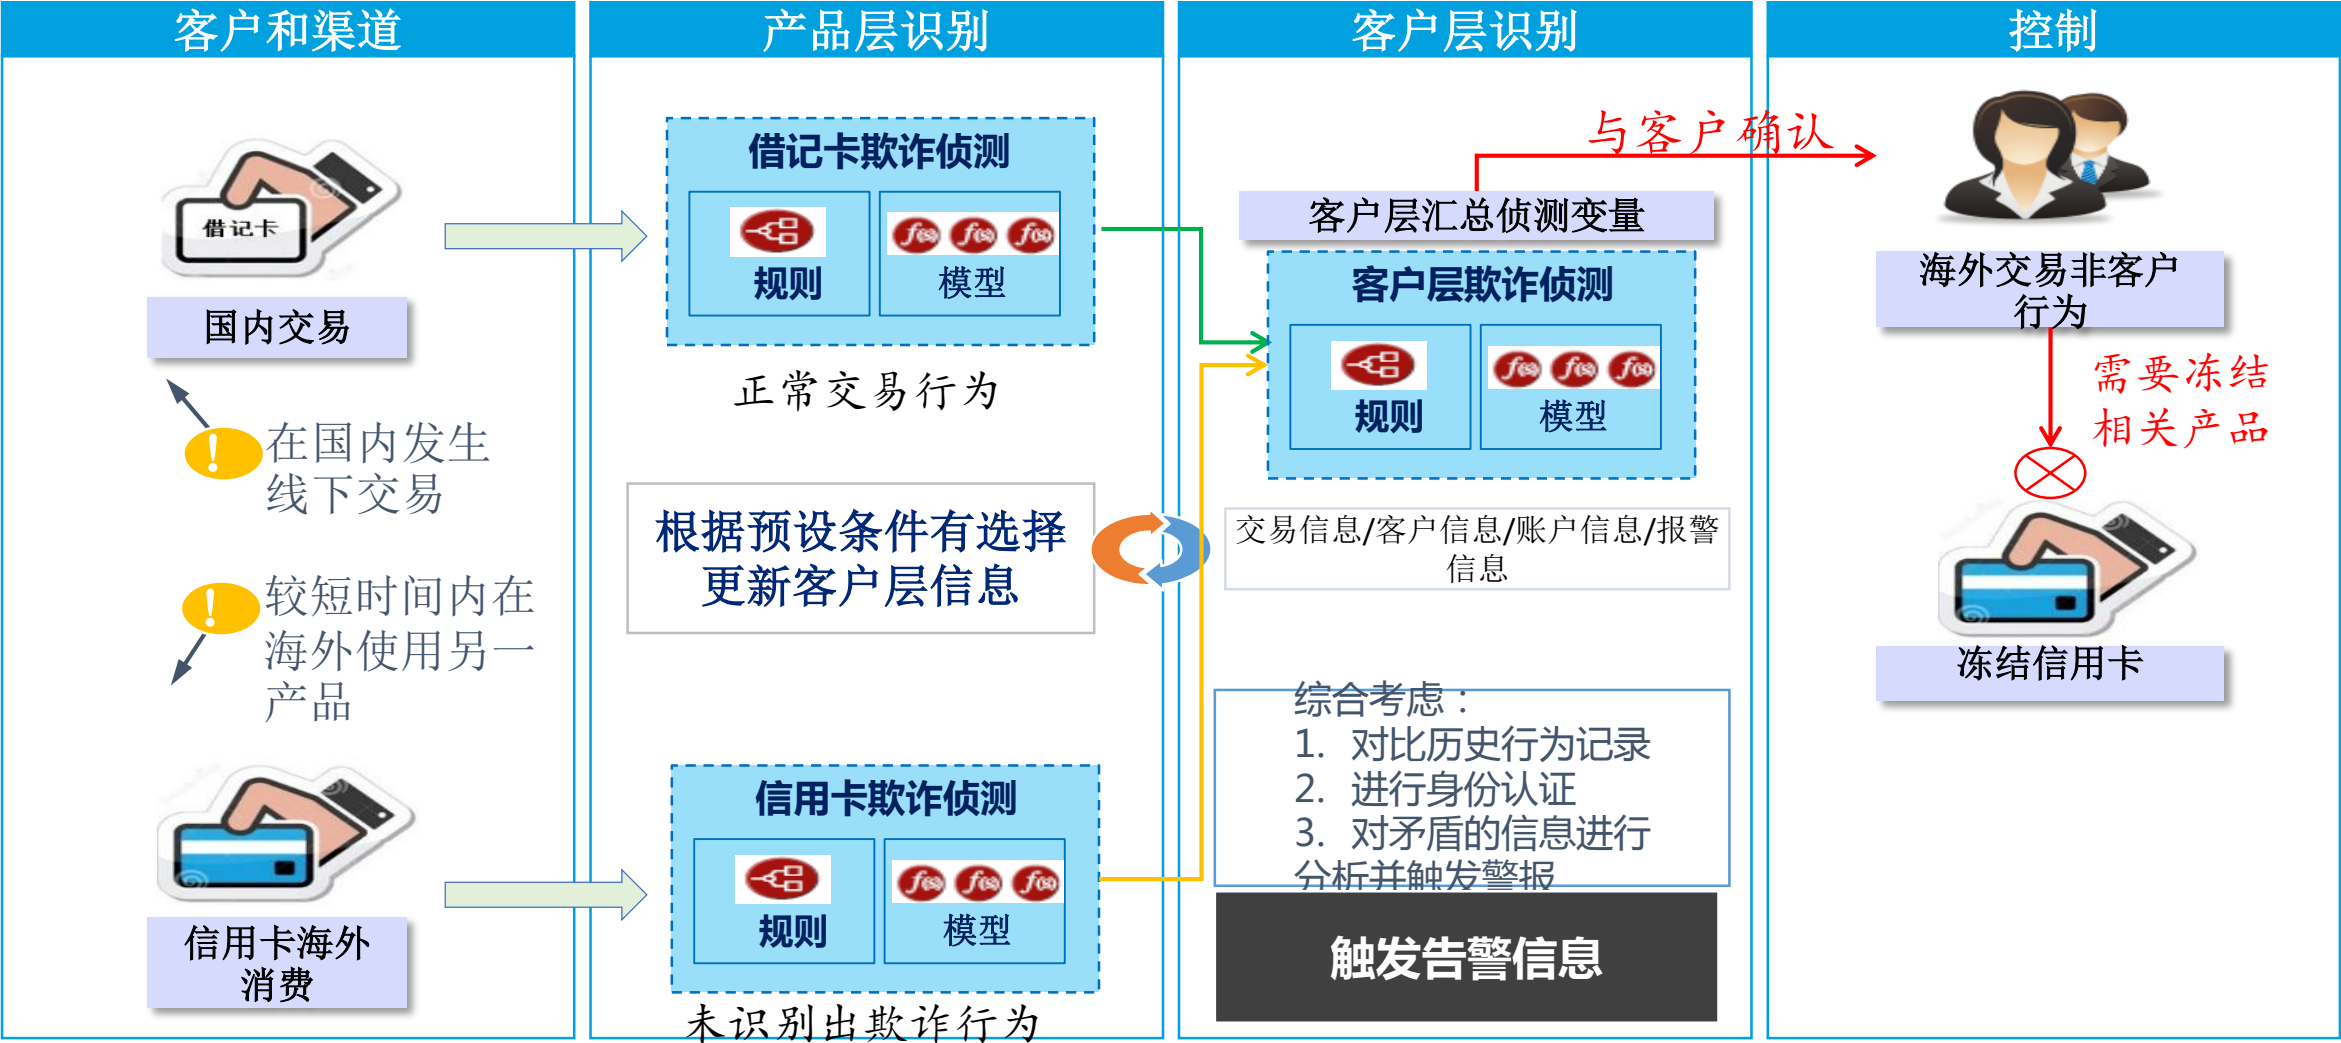 客户和渠道
借记卡
国内交易
在国内发生
线下交易
较短时间内在
海外使用另一
产品
信用卡海外
消费
产品层识别
借记卡欺诈侦测
规则
模型
正常交易行为
根据预设条件有选择
更新客户层信息
信用卡欺诈侦测
规则
模型
未识别出欺诈行为
客户层识别
与客户确认
客户层汇总侦测变量
客户层欺诈侦测
规则
模型
交易信息/客户信息/账户信息/报警
信息
综合考虑：
1. 对比历史行为记录
2. 进行身份认证
3. 对矛盾的信息进行
分析并触发警报
触发告警信息
控制
海外交易非客户
行为
需要冻结
相关产品
冻结信用卡